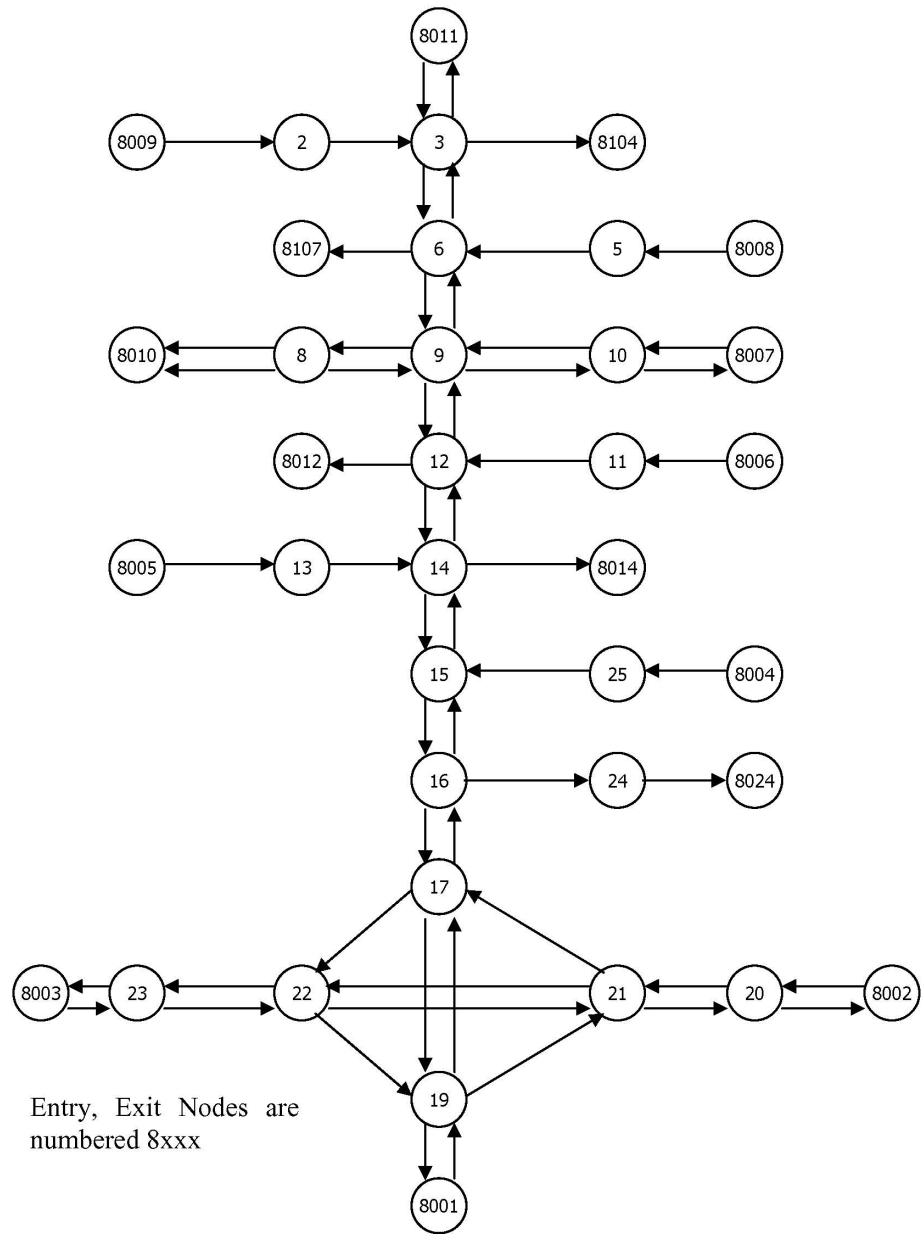 8011
8009 2 3 8104
8107 6 5 8008
8010 8 9 10 8007
8012 12 11 8006
8005 13 14 8014
15 25 8004
16 24 8024
17
8003 23 22 21 20 8002
19
Entry, Exit Nodes are
numbered 8xxx
8001